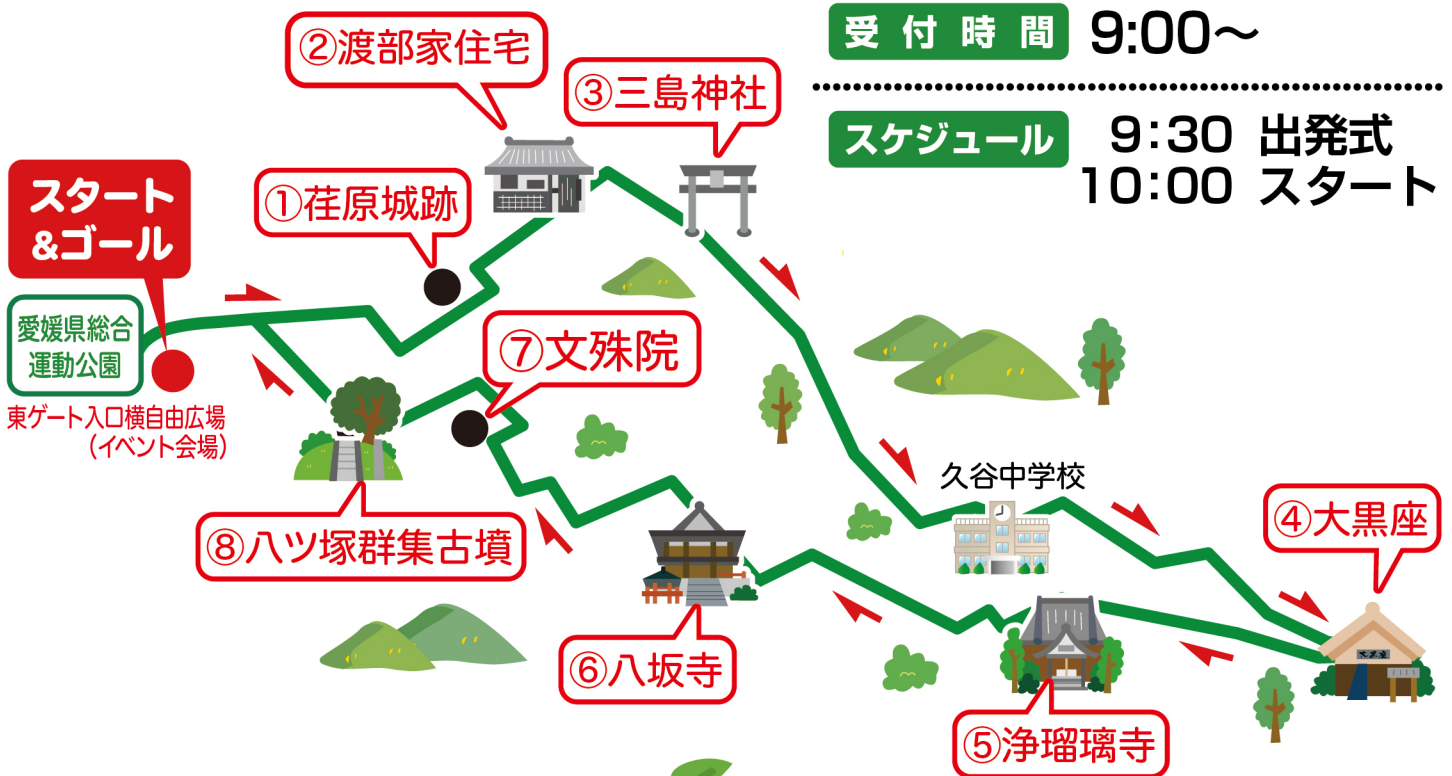 受付時間 9:00～
スケジュール 9:30 出発式
10:00 スタート
②渡部家住宅
③三島神社
①荏原城跡
スタート
&ゴール
愛媛県総合
運動公園
東ゲート入口横自由広場
(イベント会場)
⑦文殊院
久谷中学校
④大黒座
⑧八ツ塚群集古墳
大黒座
⑥八坂寺
⑤浄瑠璃寺